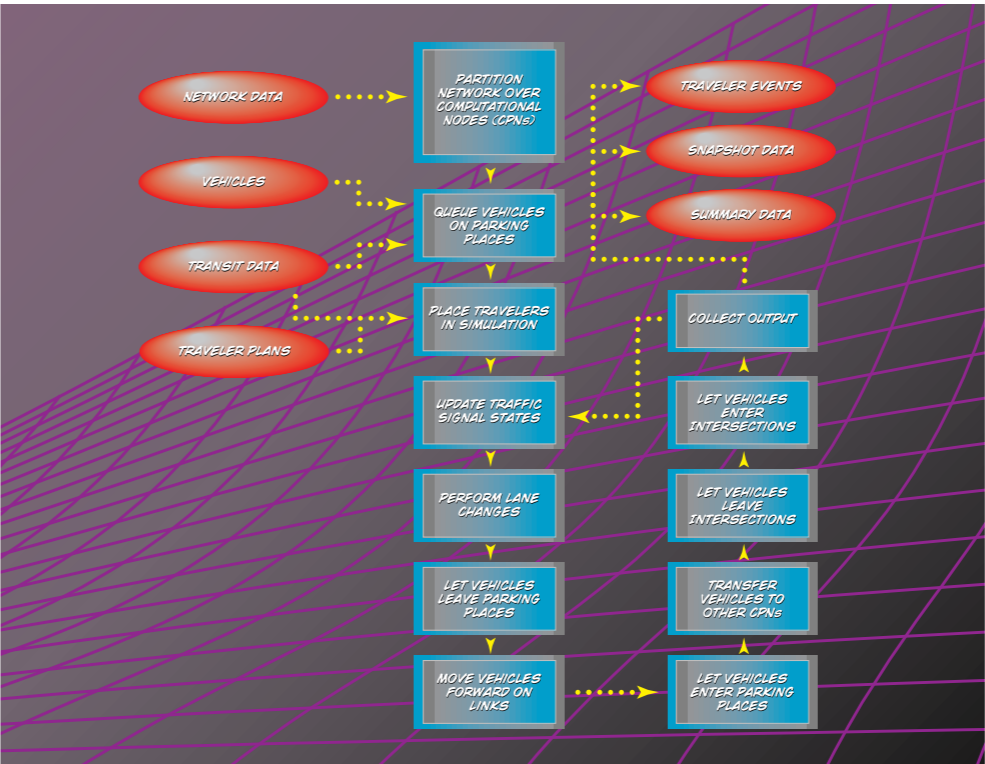 NETWORK DATA
VEHICLES
TRANSIT DATA
TRAVELER PLANS
PARTITION
NETWORK OVER
COMPUTATIONAL
NODES (CPNs)
QUEUE VEHICLES
ON PARKING
PLACES
PLACE TRAVELERS
IN SIMULATION
UPDATE TRAFFIC
SIGNAL STATES
PERFORM LANE
CHANGES
LET VEHICLES
LEAVE PARKING
PLACES
MOVE VEHICLES
FORWARD ON
LINKS
LET VEHICLES
ENTER PARKING
PLACES
TRANSFER
VEHICLES TO
OTHER CPNs
LET VEHICLES
LEAVE
INTERSECTIONS
LET VEHICLES
ENTER
INTERSECTIONS
COLLECT OUTPUT
TRAVELER EVENTS
SNAPSHOT DATA
SUMMARY DATA